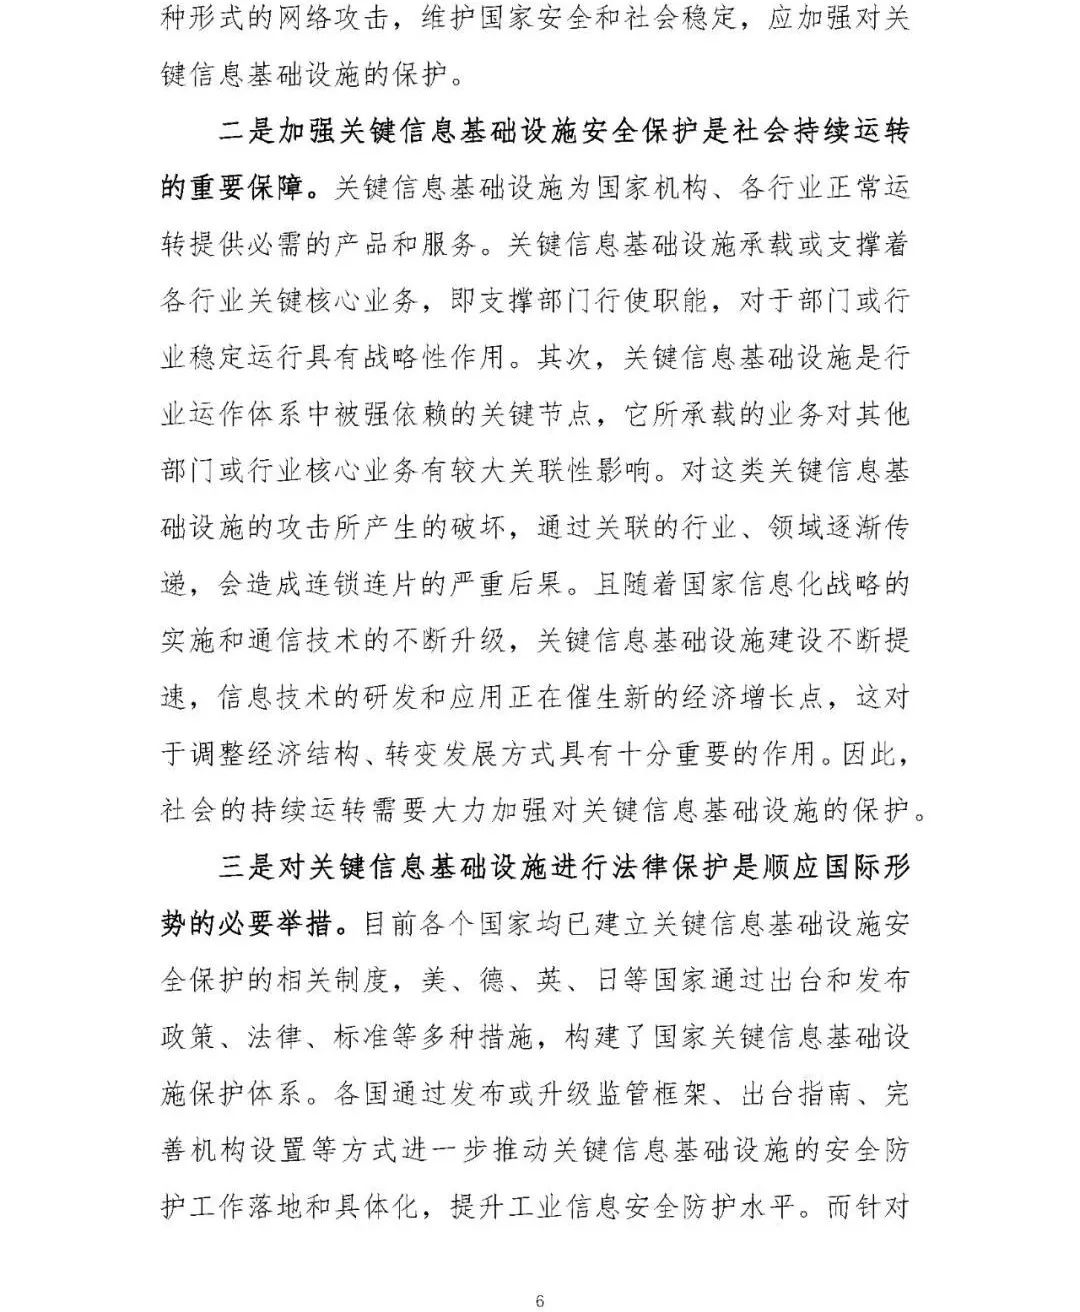 种形式的网络攻击，维护国家安全和社会稳定，应加强对关
键信息基础设施的保护。
二是加强关键信息基础设施安全保护是社会持续运转
的重要保障。关键信息基础设施为国家机构、各行业正常运
转提供必需的产品和服务。关键信息基础设施承载或支撑着
各行业关键核心业务，即支撑部门行使职能，对于部门或行
业稳定运行具有战略性作用。其次，关键信息基础设施是行
业运作体系中被强依赖的关键节点，它所承载的业务对其他
部门或行业核心业务有较大关联性影响。对这类关键信息基
础设施的攻击所产生的破坏，通过关联的行业、领域逐渐传
递，会造成连锁连片的严重后果。且随着国家信息化战略的
实施和通信技术的不断升级，关键信息基础设施建设不断提
速，信息技术的研发和应用正在催生新的经济增长点，这对
于调整经济结构、转变发展方式具有十分重要的作用。因此，
社会的持续运转需要大力加强对关键信息基础设施的保护。
三是对关键信息基础设施进行法律保护是顺应国际形
势的必要举措。目前各个国家均已建立关键信息基础设施安
全保护的相关制度，美、德、英、日等国家通过出台和发布
政策、法律、标准等多种措施，构建了国家关键信息基础设
施保护体系。各国通过发布或升级监管框架、出台指南、完
善机构设置等方式进一步推动关键信息基础设施的安全防
护工作落地和具体化，提升工业信息安全防护水平。而针对
6